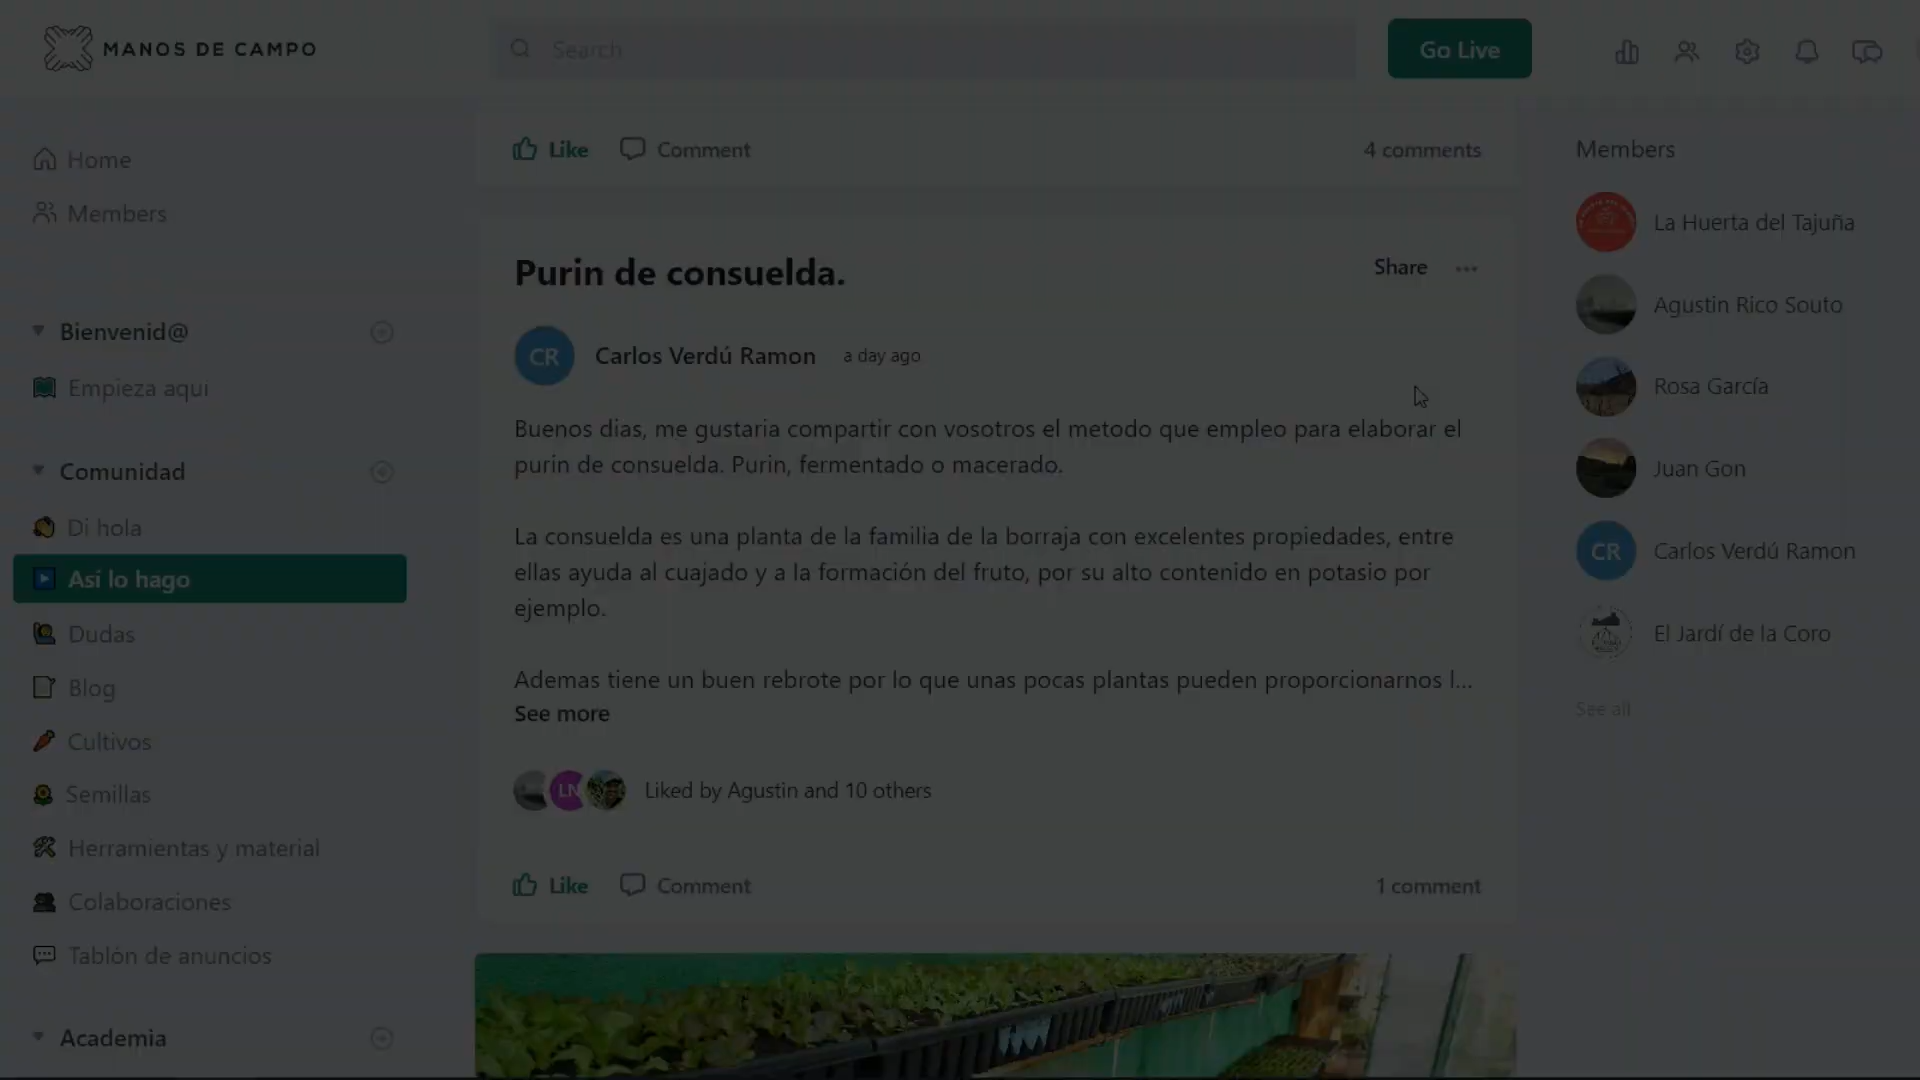 MANOS DE CAMPO
Search
Go Live
Home
Members
Bienvenid@
Empieza aquí
Comunidad
Di hola
Así lo hago
Dudas
Blog
Cultivos
Semillas
Herramientas y material
Colaboraciones
Tablón de anuncios
Academia
Like
Comment
4 comments
Purin de consuelda.
Share
CR
Carlos Verdú Ramon
a day ago
Buenos dias, me gustaria compartir con vosotros el metodo que empleo para elaborar el
purin de consuelda. Purin, fermentado o macerado.
La consuelda es una planta de la familia de la borraja con excelentes propiedades, entre
ellas ayuda al cuajado y a la formación del fruto, por su alto contenido en potasio por
ejemplo.
Ademas tiene un buen rebrote por lo que unas pocas plantas pueden proporcionarnos l...
See more
LN
Liked by Agustin and 10 others
Like
Comment
1 comment
Members
La Huerta del Tajuña
Agustin Rico Souto
Rosa García
Juan Gon
CR
Carlos Verdú Ramon
El Jardí de la Coro
See all